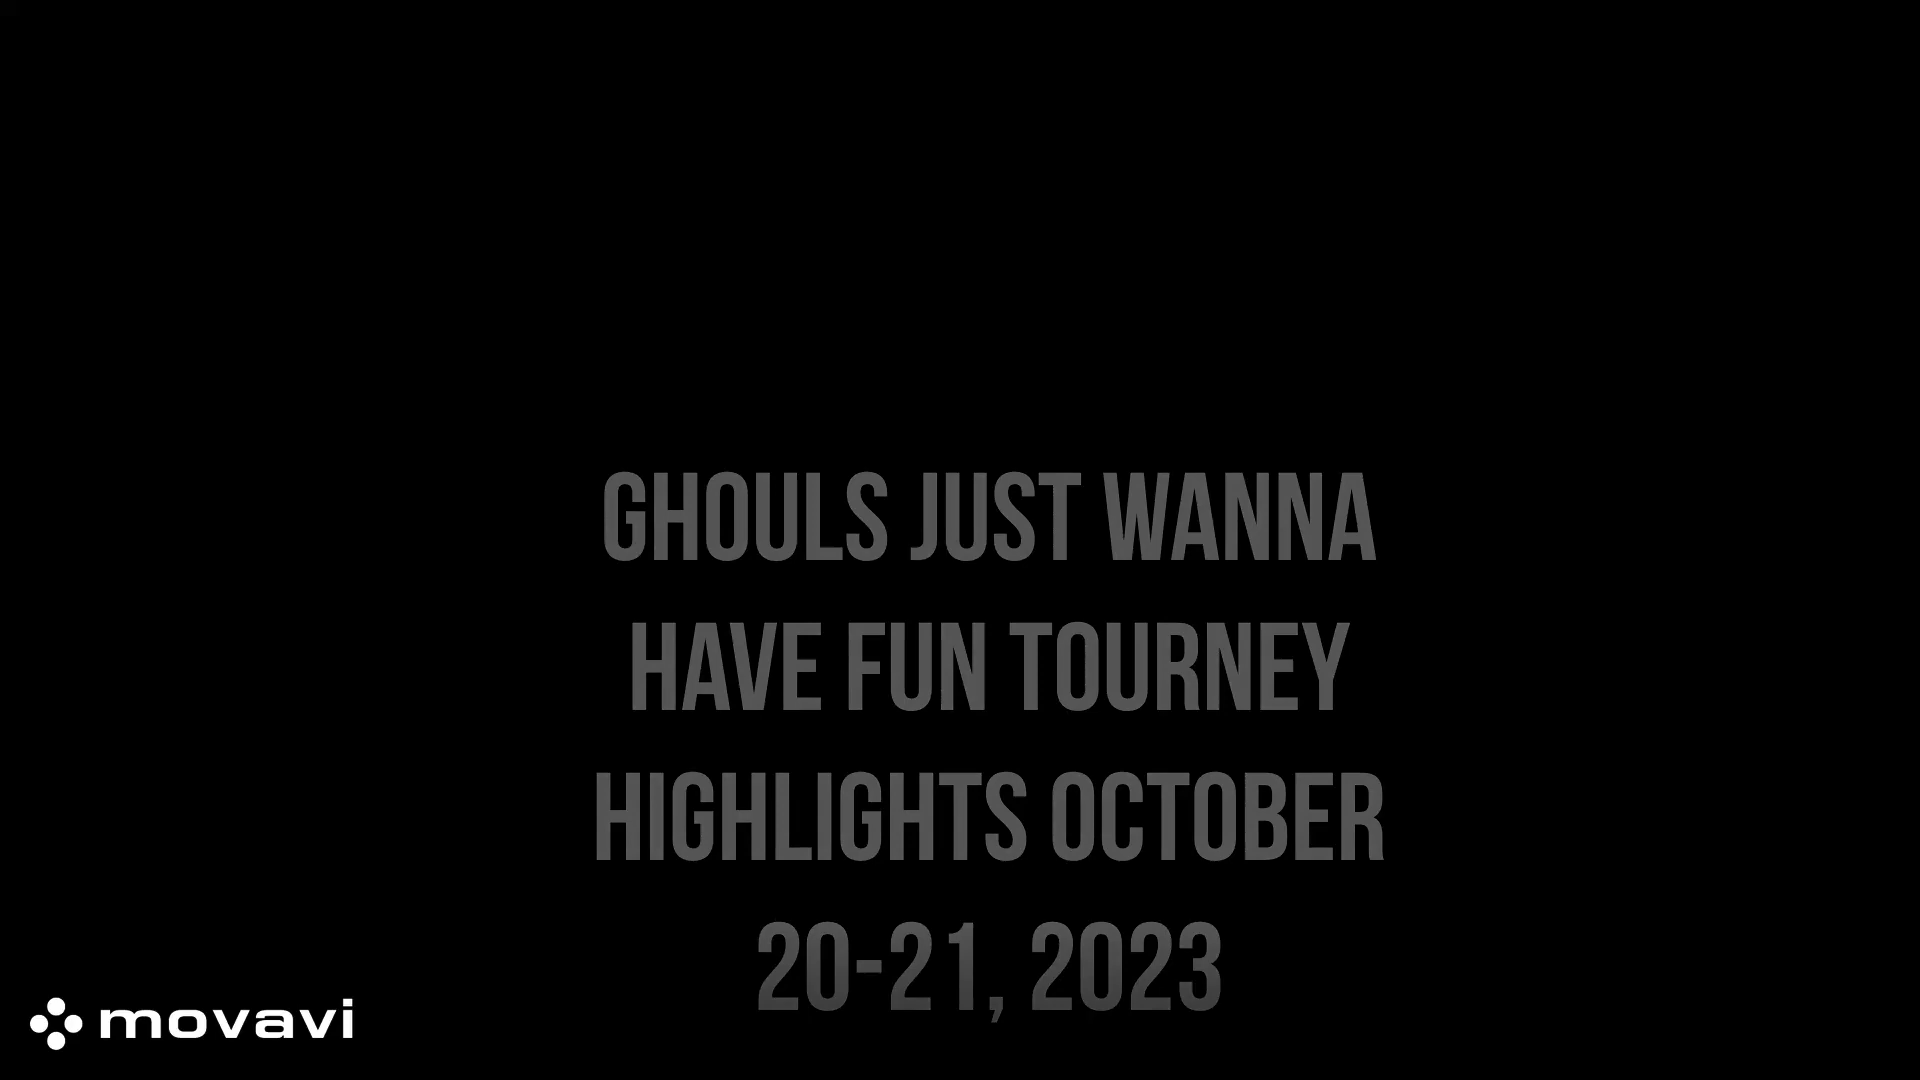 GHOULS JUST WANNA
HAVE FUN TOURNEY
HIGHLIGHTS OCTOBER
20-21, 2023
movavi